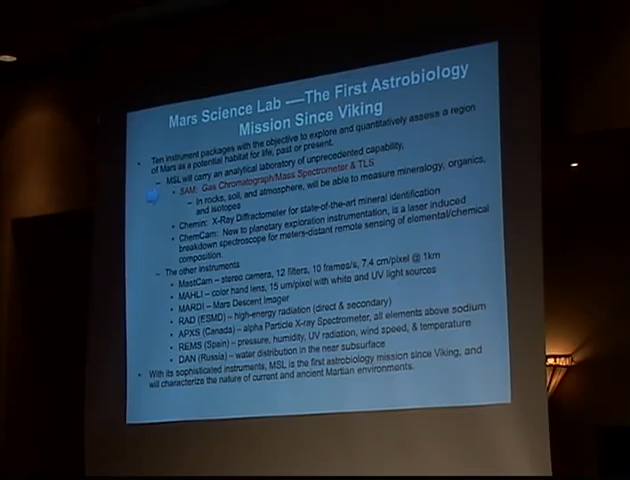 Mars Science Lab —The First Astrobiology
Mission Since Viking
• Ten instrument packages with the objective to explore and quantitatively assess a region
of Mars as a potential habitat for life, past or present.
– MSL will carry an analytical laboratory of unprecedented capability,
• SAM: Gas Chromatograph/Mass Spectrometer & TLS
– In rocks, soil, and atmosphere, will be able to measure mineralogy, organics,
and isotopes
• Chemin: X-Ray Diffractometer for state-of-the-art mineral identification
• ChemCam: New to planetary exploration instrumentation, is a laser induced
breakdown spectroscope for meters-distant remote sensing of elemental/chemical
composition.
– The other instruments
• MastCam – stereo camera, 12 filters, 10 frames/s, 7.4 cm/pixel @ 1km
• MAHLI – color hand lens, 15 um/pixel with white and UV light sources
• MARDI – Mars Descent Imager
• RAD (ESMD) – high-energy radiation (direct & secondary)
• APXS (Canada) – alpha Particle X-ray Spectrometer, all elements above sodium
• REMS (Spain) – pressure, humidity, UV radiation, wind speed, & temperature
• DAN (Russia) – water distribution in the near subsurface
• With its sophisticated instruments, MSL is the first astrobiology mission since Viking, and
will characterize the nature of current and ancient Martian environments.